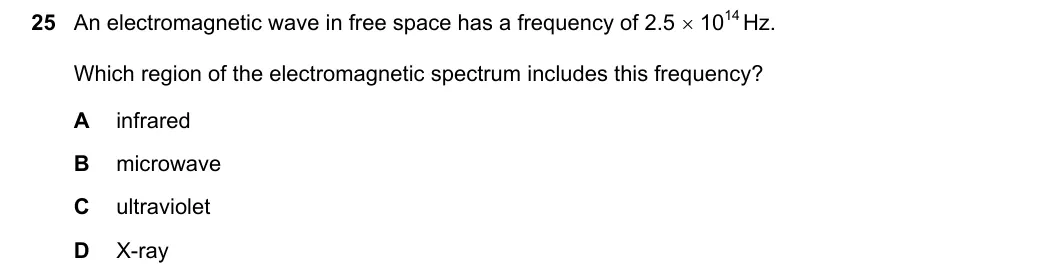 25 An electromagnetic wave in free space has a frequency of 2.5 × 10¹⁴ Hz.
Which region of the electromagnetic spectrum includes this frequency?
A infrared
B microwave
C ultraviolet
D X-ray